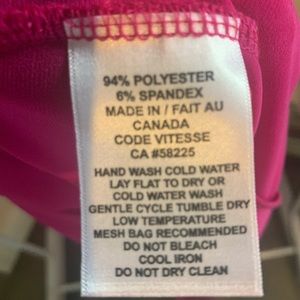 94% POLYESTER
6% SPANDEX
MADE IN / FAIT AU
CANADA
CODE VITESSE
CA #58225
HAND WASH COLD WATER
LAY FLAT TO DRY OR
COLD WATER WASH
GENTLE CYCLE TUMBLE DRY
LOW TEMPERATURE
MESH BAG RECOMMENDED
DO NOT BLEACH
COOL IRON
DO NOT DRY CLEAN